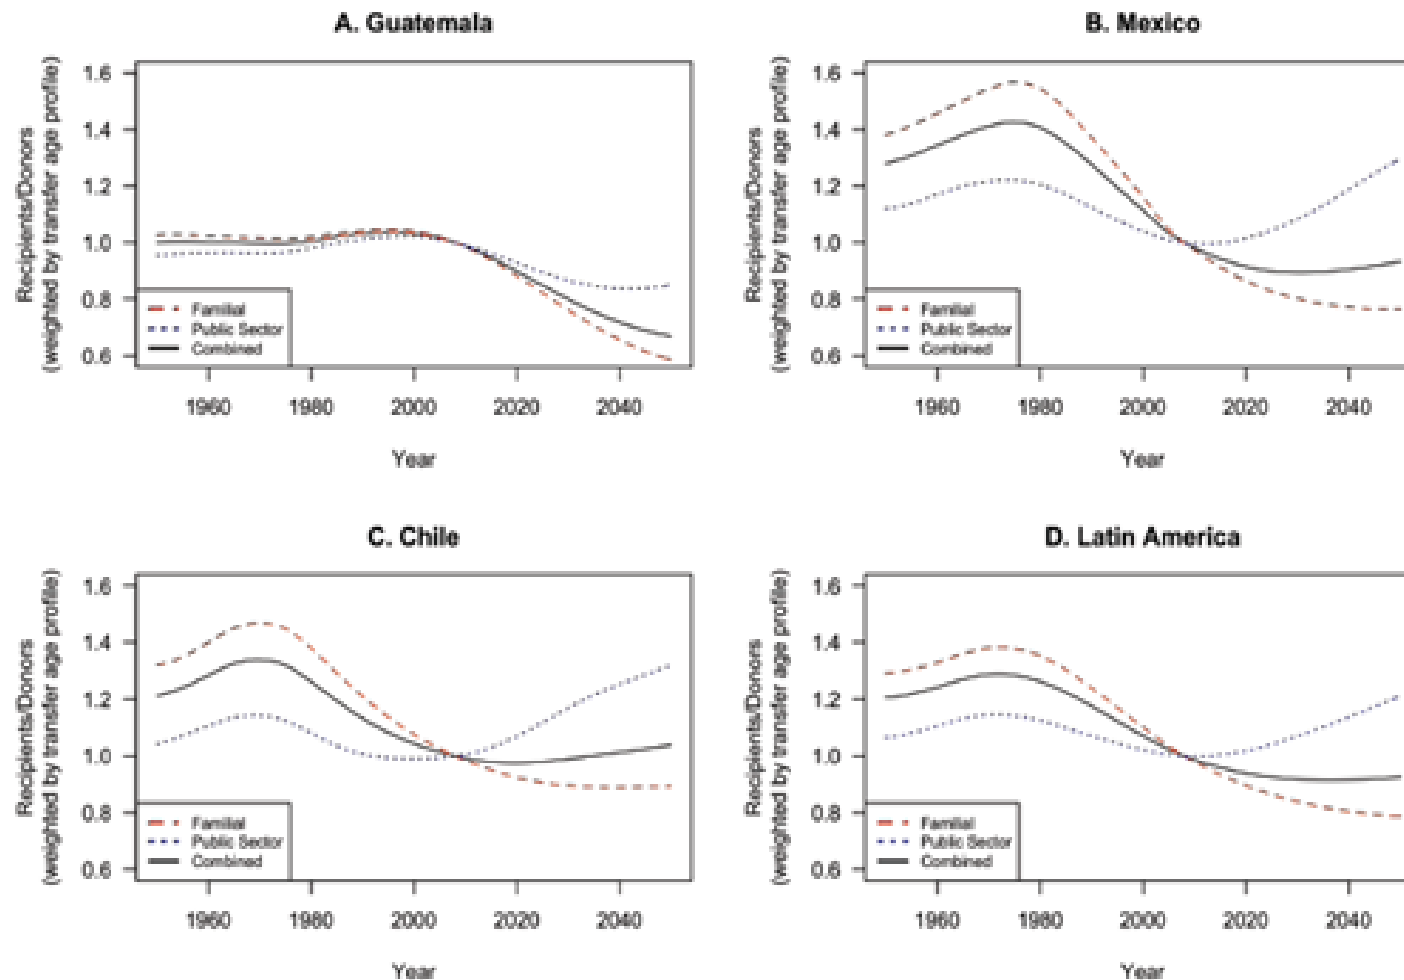 A. Guatemala
Recipients/Donors
(weighted by transfer age profile)
1.6
1.4
1.2
1.0
0.8
0.6
Familial
Public Sector
Combined
1960 1980 2000 2020 2040
Year
B. Mexico
Recipients/Donors
(weighted by transfer age profile)
1.6
1.4
1.2
1.0
0.8
0.6
Familial
Public Sector
Combined
1960 1980 2000 2020 2040
Year
C. Chile
Recipients/Donors
(weighted by transfer age profile)
1.6
1.4
1.2
1.0
0.8
0.6
Familial
Public Sector
Combined
1960 1980 2000 2020 2040
Year
D. Latin America
Recipients/Donors
(weighted by transfer age profile)
1.6
1.4
1.2
1.0
0.8
0.6
Familial
Public Sector
Combined
1960 1980 2000 2020 2040
Year